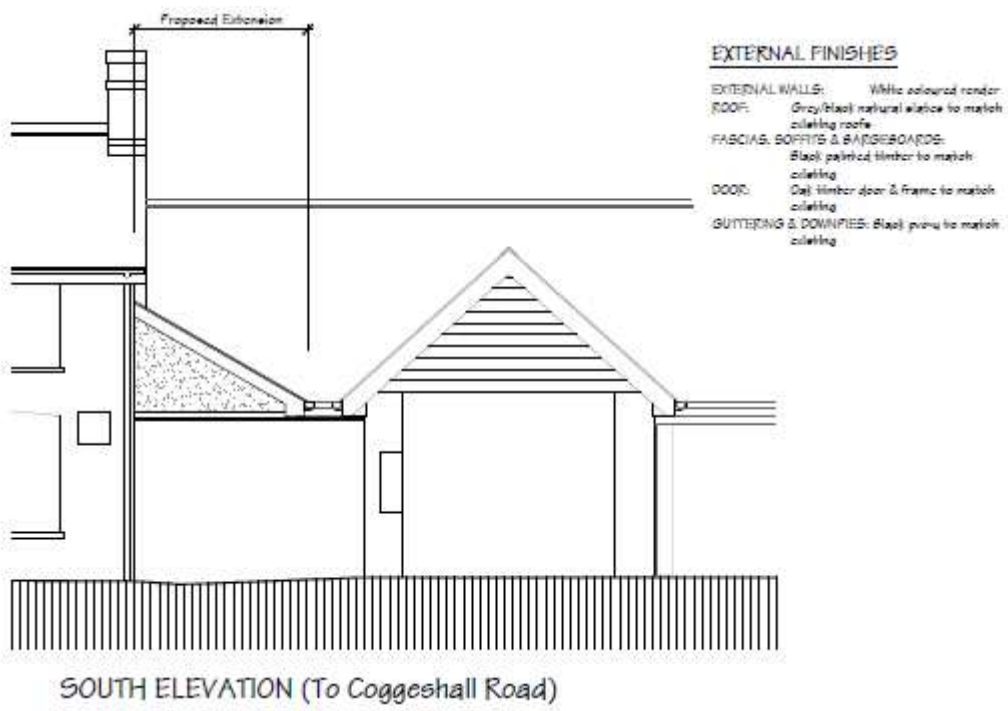 Proposed Extension
EXTERNAL FINISHES
EXTERNAL WALLS: White coloured render
ROOF: Grey/black natural slates to match
existing roofs
FASCIAS, SOFFITS & BARGEBOARDS:
Black painted timber to match
existing
DOOR: Oak timber door & frame to match
existing
GUTTERING & DOWNPIES: Black to match
existing
SOUTH ELEVATION (To Coggeshall Road)